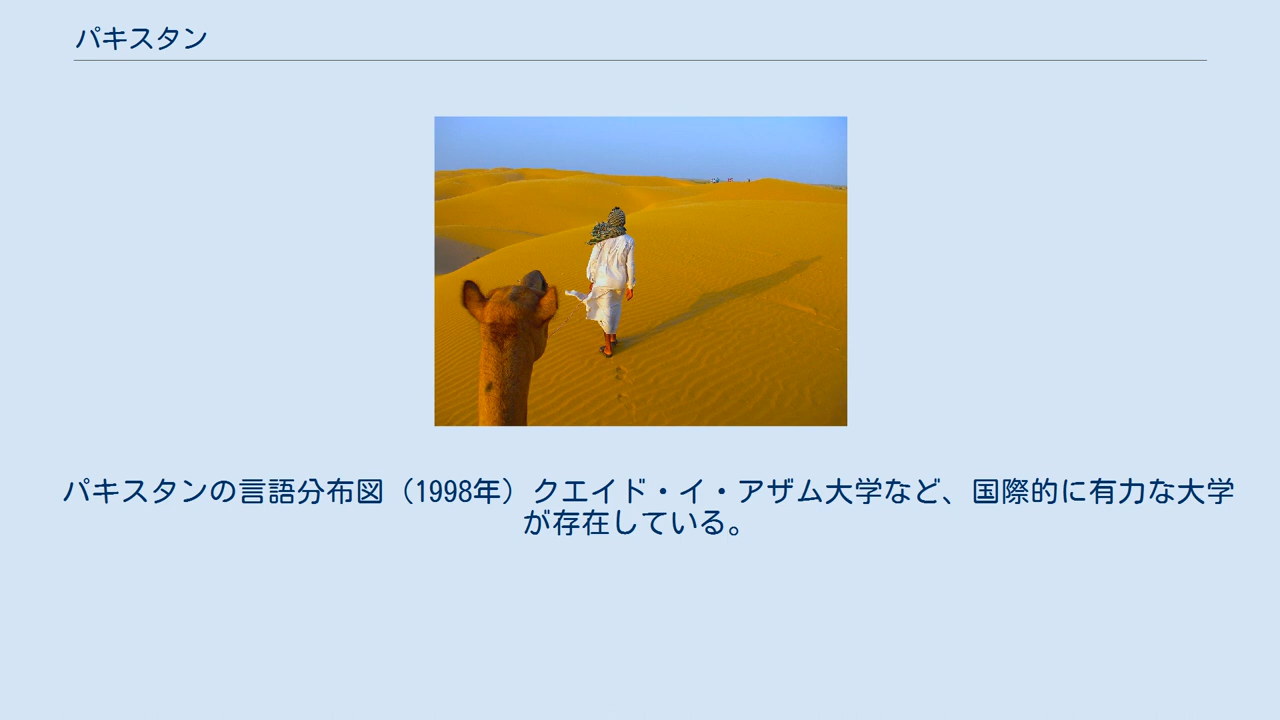 パキスタン
パキスタンの言語分布図（1998年）クエイド・イ・アザム大学など、国際的に有力な大学
が存在している。